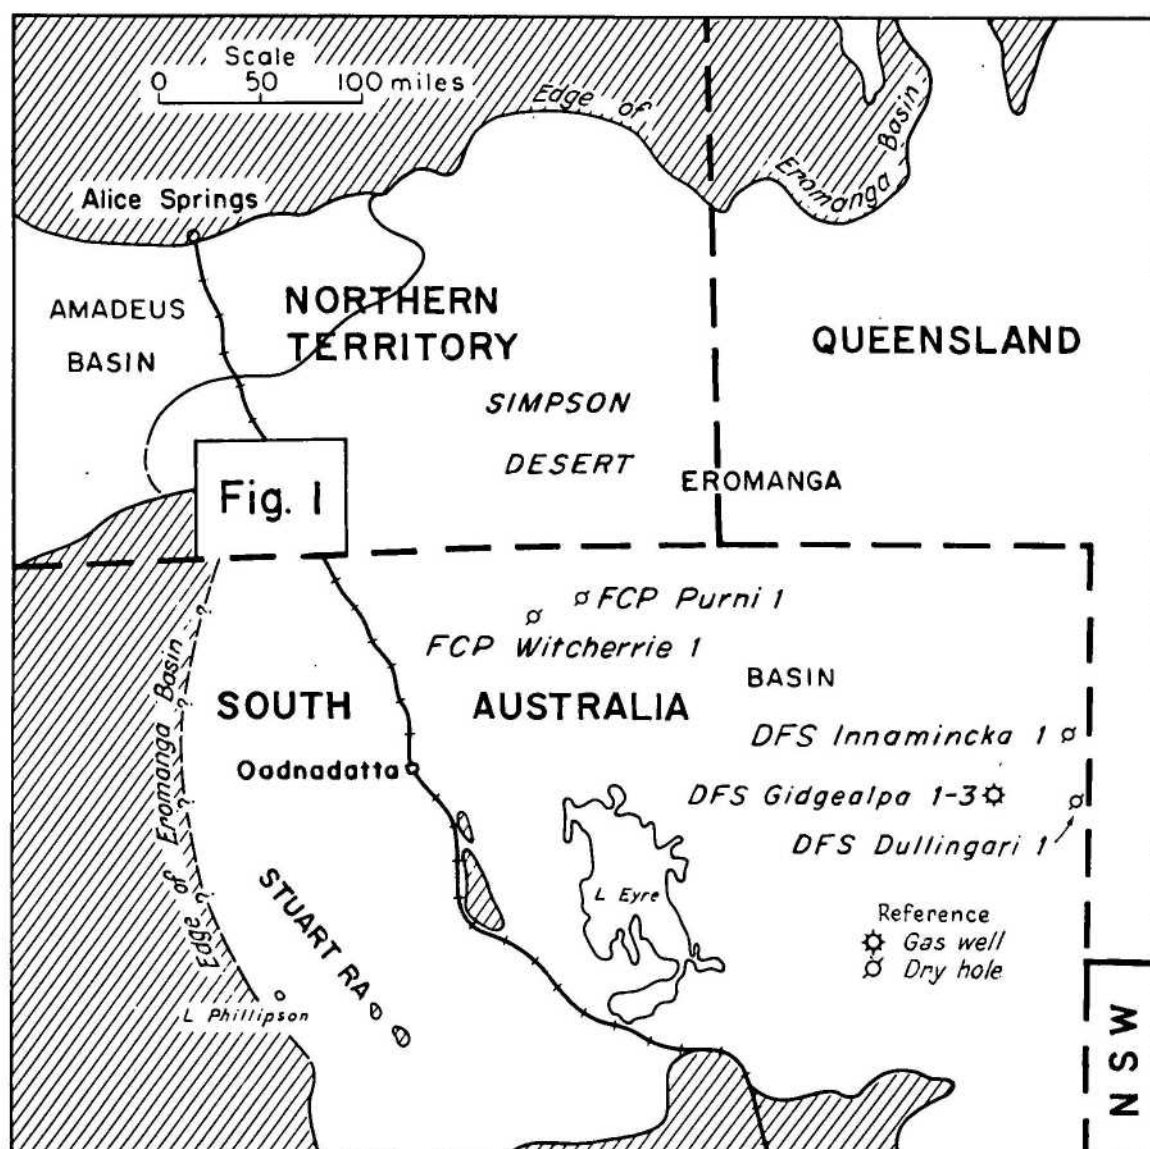 Scale
0 50 100 miles
Edge of
Eromanga Basin
Alice Springs
AMADEUS
BASIN
NORTHERN
TERRITORY
QUEENSLAND
SIMPSON
DESERT
EROMANGA
Fig. 1
FCP Purni 1
FCP Witcherrie 1
BASIN
Edge of Eromanga Basin
? ? ? ?
SOUTH AUSTRALIA
DFS Innamincka 1
Oadnadatta
DFS Gidgealpa 1-3
DFS Dullingari 1
STUART RA
L Eyre
Reference
Gas well
Dry hole
L Phillipson
NSW